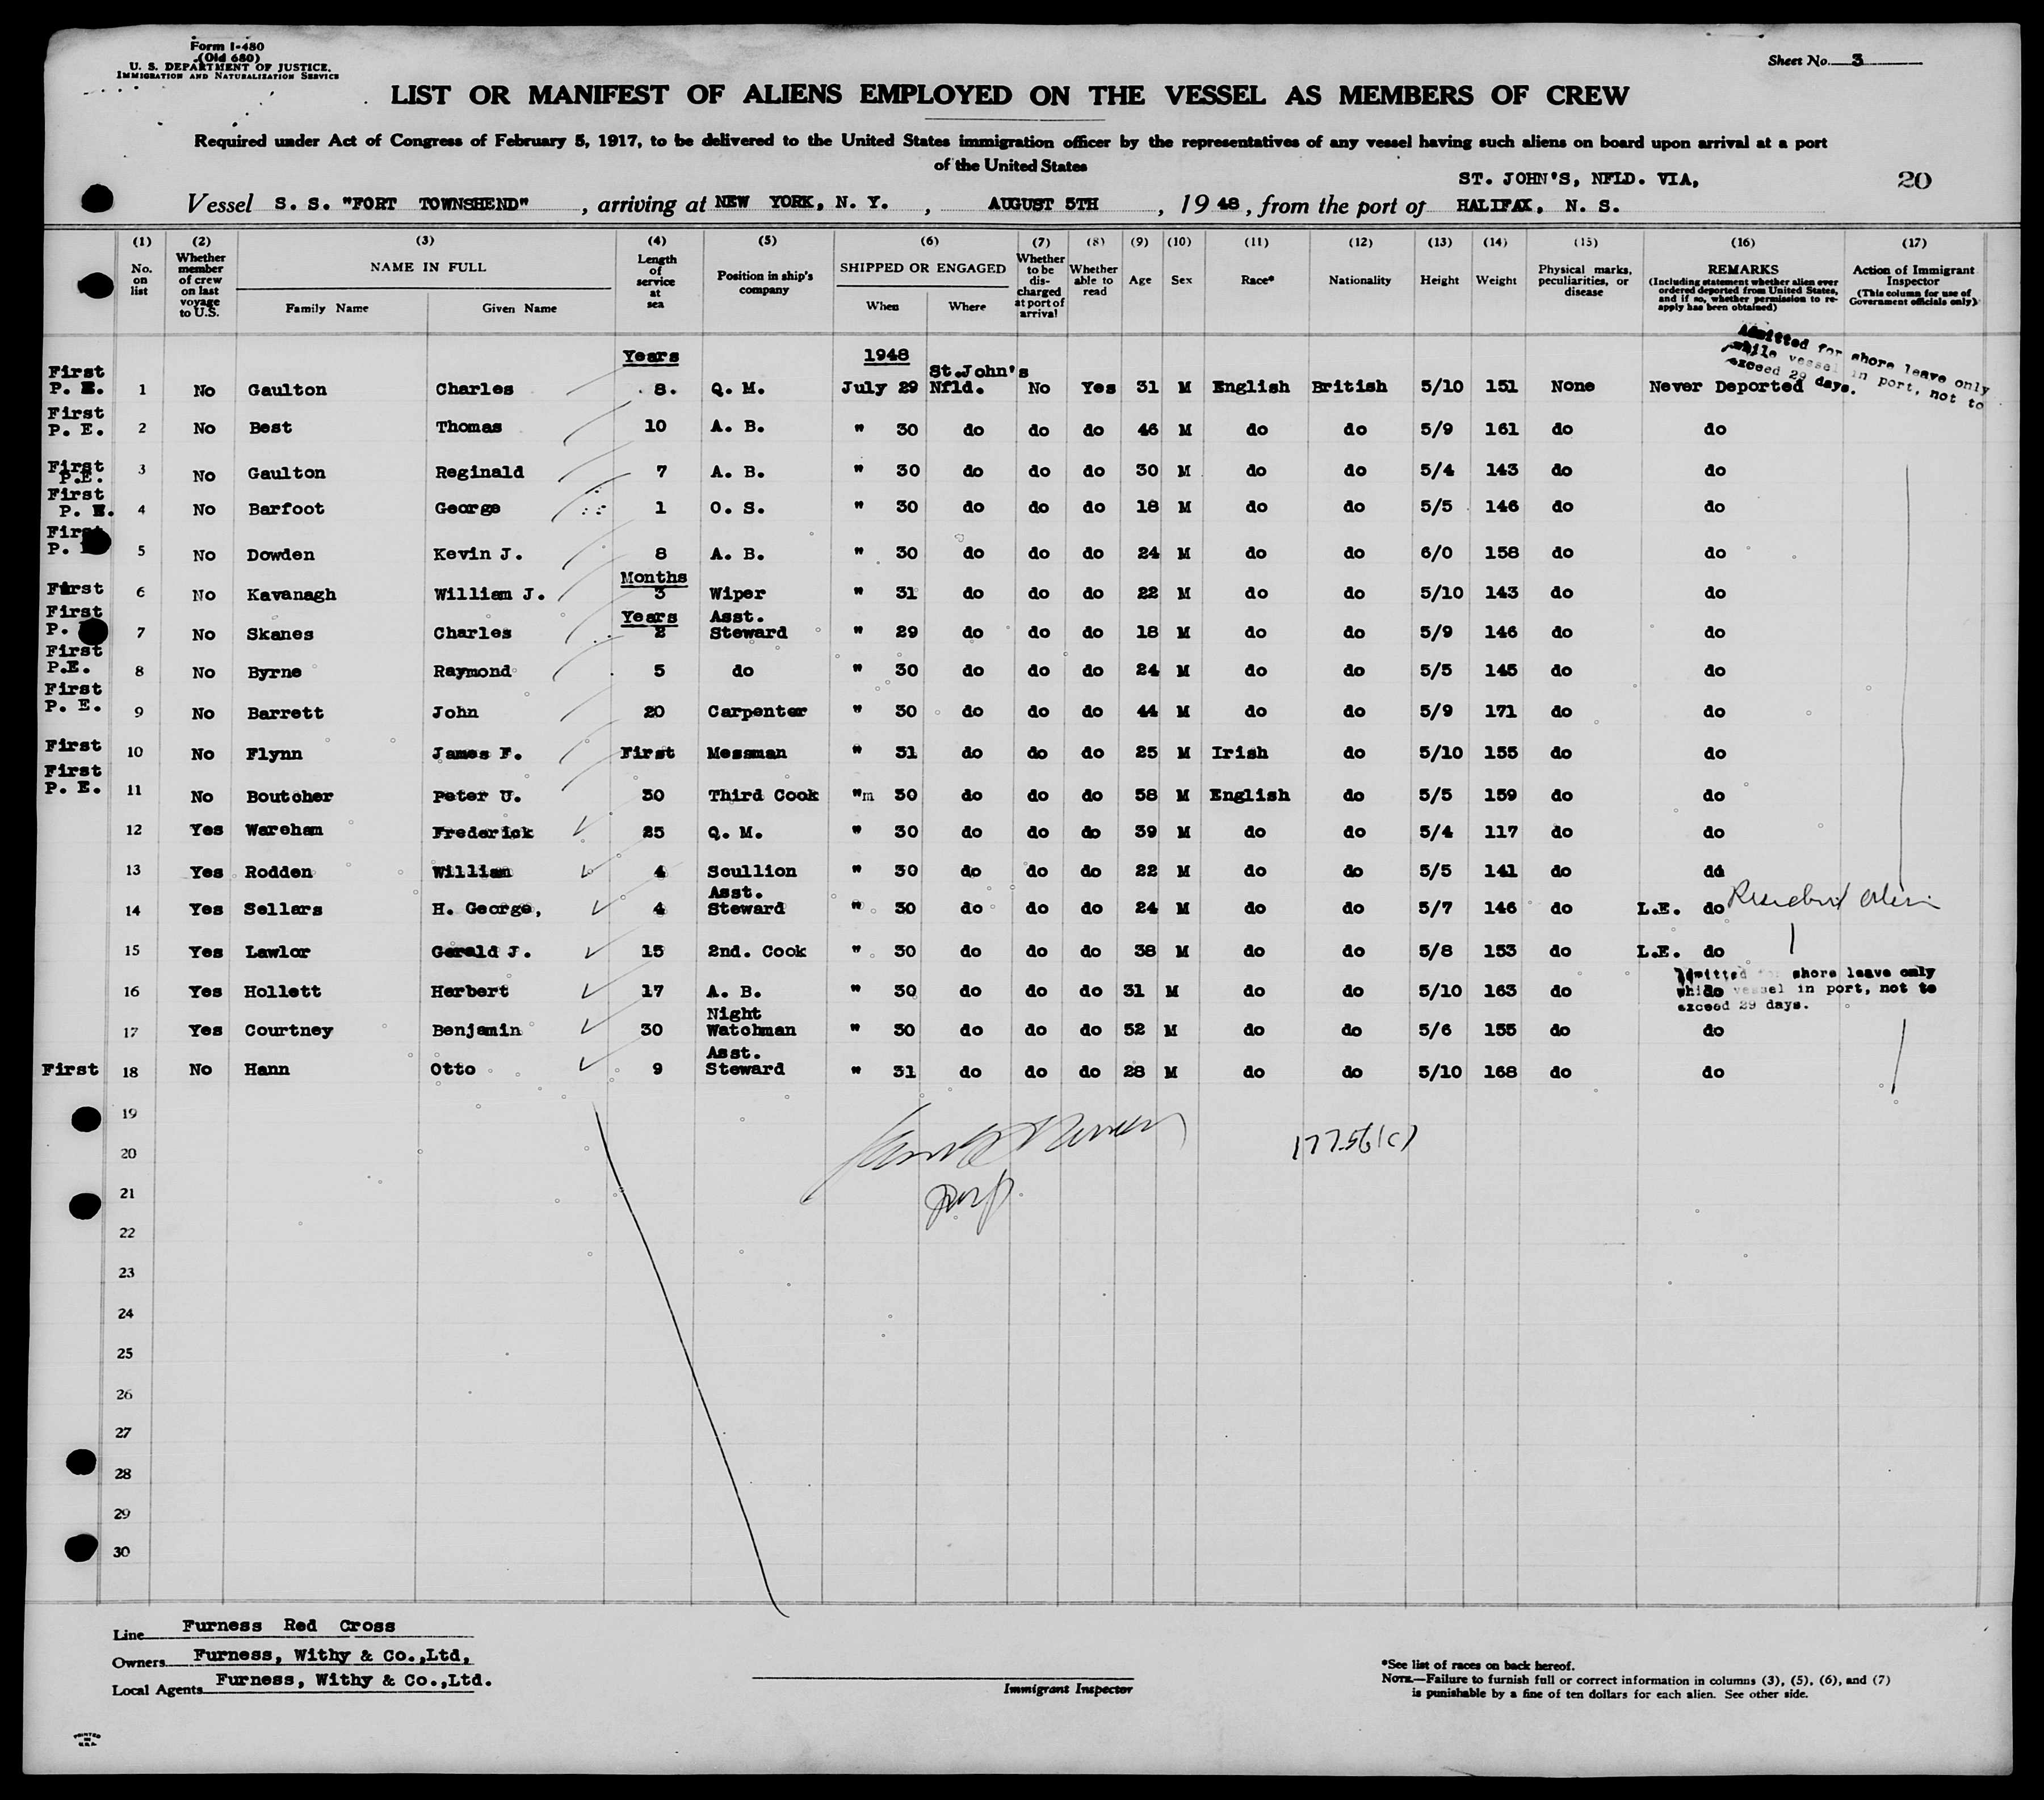 Form I-480
(Old 680)
U. S. DEPARTMENT OF JUSTICE.
IMMIGRATION AND NATURALIZATION SERVICE
Sheet No. 3
LIST OR MANIFEST OF ALIENS EMPLOYED ON THE VESSEL AS MEMBERS OF CREW
Required under Act of Congress of February 5, 1917, to be delivered to the United States immigration officer by the representatives of any vessel having such aliens on board upon arrival at a port
of the United States
ST. JOHN'S, NFLD. VIA,
20
Vessel S. S. "FORT TOWNSHEND", arriving at NEW YORK, N. Y., AUGUST 5TH, 1948, from the port of HALIFAX, N. S.
(1) (2) (3) (4) (5) (6) (7) (8) (9) (10) (11) (12) (13) (14) (15) (16) (17)
No. on list
Whether member of crew on last voyage to U.S.
NAME IN FULL
Family Name Given Name
Length of service at sea
Position in ship's company
SHIPPED OR ENGAGED
When Where
Whether to be discharged at port of arrival
Whether able to read
Age
Sex
Race*
Nationality
Height
Weight
Physical marks, peculiarities, or disease
REMARKS
(Including statement whether alien ever ordered deported from United States, and if so, whether permission to re-apply has been obtained)
Action of Immigrant Inspector
(This column for use of Government officials only)
Admitted for shore leave only
while vessel in port, not to
exceed 29 days.
Years 1948 St.John's
First P. E. 1 No Gaulton Charles 8. Q. M. July 29 Nfld. No Yes 31 M English British 5/10 151 None Never Deported
First P. E. 2 No Best Thomas 10 A. B. " 30 do do do 46 M do do 5/9 161 do do
First P.E. 3 No Gaulton Reginald 7 A. B. " 30 do do do 30 M do do 5/4 143 do do
First P. E. 4 No Barfoot George 1 O. S. " 30 do do do 18 M do do 5/5 146 do do
First P. 5 No Dowden Kevin J. 8 A. B. " 30 do do do 24 M do do 6/0 158 do do
Months
First 6 No Kavanagh William J. 3 Wiper " 31 do do do 22 M do do 5/10 143 do do
Years Asst.
First P. 7 No Skanes Charles 2 Steward " 29 do do do 18 M do do 5/9 146 do do
First P.E. 8 No Byrne Raymond 5 do " 30 do do do 24 M do do 5/5 145 do do
First P. E. 9 No Barrett John 20 Carpenter " 30 do do do 44 M do do 5/9 171 do do
First 10 No Flynn James F. First Messman " 31 do do do 25 M Irish do 5/10 155 do do
First P. E. 11 No Boutcher Peter U. 30 Third Cook "m 30 do do do 58 M English do 5/5 159 do do
12 Yes Wareham Frederick 25 Q. M. " 30 do do do 39 M do do 5/4 117 do do
13 Yes Rodden William 4 Scullion " 30 do do do 22 M do do 5/5 141 do dd
Asst.
14 Yes Sellars H. George, 4 Steward " 30 do do do 24 M do do 5/7 146 do L.E. do
15 Yes Lawlor Gerald J. 15 2nd. Cook " 30 do do do 38 M do do 5/8 153 do L.E. do
Admitted for shore leave only
while vessel in port, not to
exceed 29 days.
16 Yes Hollett Herbert 17 A. B. " 30 do do do 31 M do do 5/10 163 do do
Night
17 Yes Courtney Benjamin 30 Watchman " 30 do do do 52 M do do 5/6 155 do do
Asst.
First 18 No Hann Otto 9 Steward " 31 do do do 28 M do do 5/10 168 do do
19
20
21
22
23
24
25
26
27
28
29
30
Line Furness Red Cross
Owners Furness, Withy & Co.,Ltd,
Local Agents Furness, Withy & Co.,Ltd.
Immigrant Inspector
*See list of races on back hereof.
NOTE.—Failure to furnish full or correct information in columns (3), (5), (6), and (7)
is punishable by a fine of ten dollars for each alien. See other side.
PRINTED
IN
U.S.A.